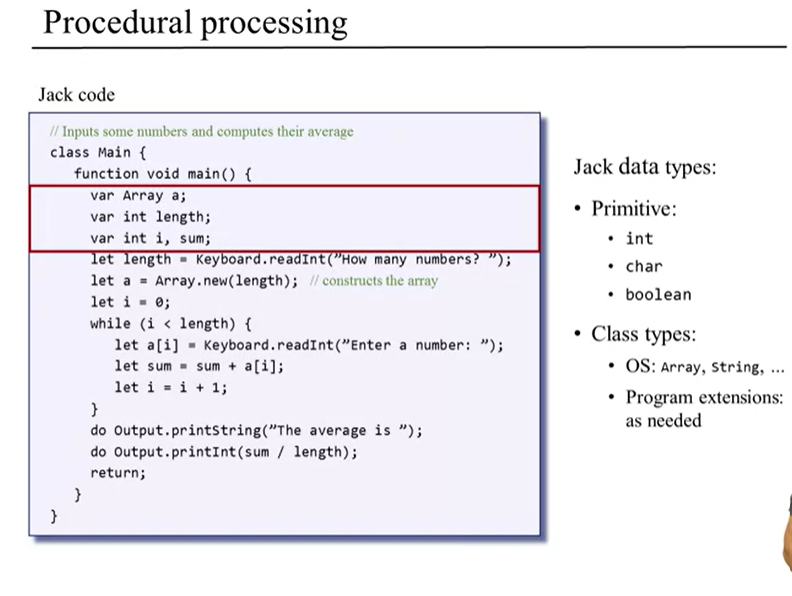 Procedural processing
Jack code
// Inputs some numbers and computes their average
class Main {
function void main() {
var Array a;
var int length;
var int i, sum;
let length = Keyboard.readInt(”How many numbers? ”);
let a = Array.new(length); // constructs the array
let i = 0;
while (i < length) {
let a[i] = Keyboard.readInt(”Enter a number: ”);
let sum = sum + a[i];
let i = i + 1;
}
do Output.printString(”The average is ”);
do Output.printInt(sum / length);
return;
}
}
Jack data types:
• Primitive:
• int
• char
• boolean
• Class types:
• OS: Array, String, …
• Program extensions:
as needed